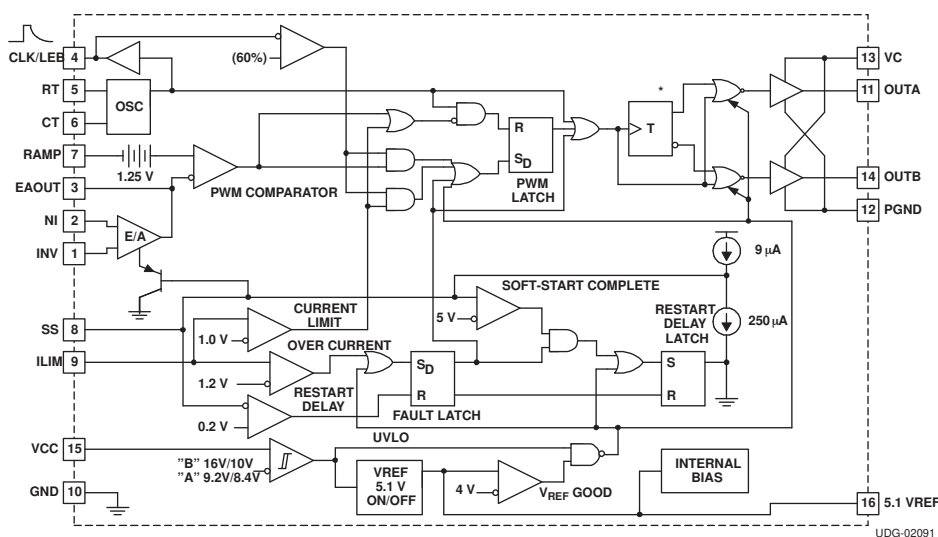 CLK/LEB 4
(60%)
13 VC
RT 5
OSC
*
11 OUTA
CT 6
R
T
RAMP 7
1.25 V
SD
PWM COMPARATOR
PWM
LATCH
EAOUT 3
14 OUTB
NI 2
12 PGND
E/A
INV 1
9 µA
SOFT-START COMPLETE
SS 8
CURRENT
LIMIT
5 V
RESTART
DELAY
LATCH
250 µA
1.0 V
OVER CURRENT
ILIM 9
SD
S
1.2 V
RESTART
DELAY
R
R
FAULT LATCH
0.2 V
UVLO
VCC 15
"B" 16V/10V
"A" 9.2V/8.4V
VREF
5.1 V
ON/OFF
INTERNAL
BIAS
4 V
VREF GOOD
GND 10
16 5.1 VREF
UDG-02091